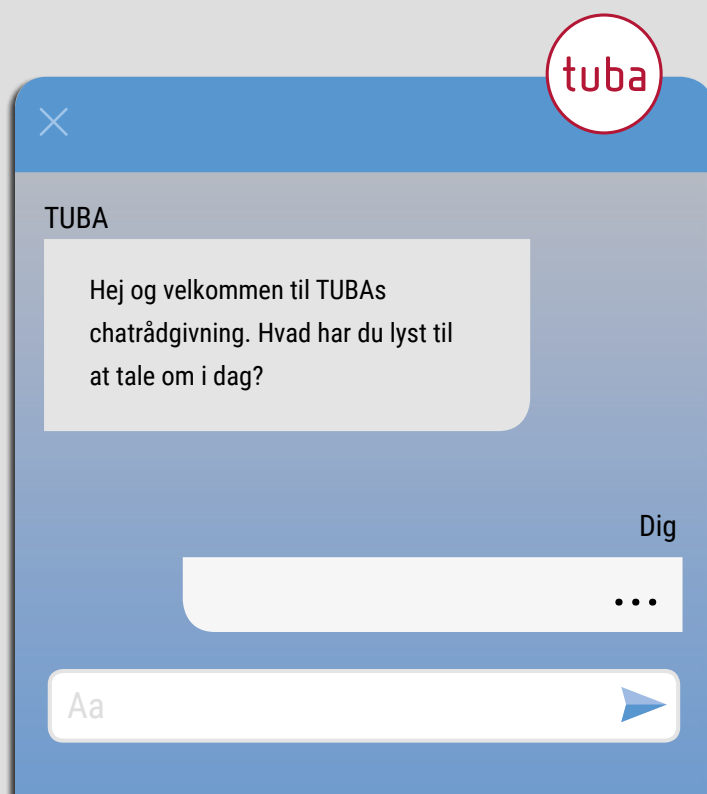 tuba
TUBA
Hej og velkommen til TUBAs
chatrådgivning. Hvad har du lyst til
at tale om i dag?
Dig
...
Aa